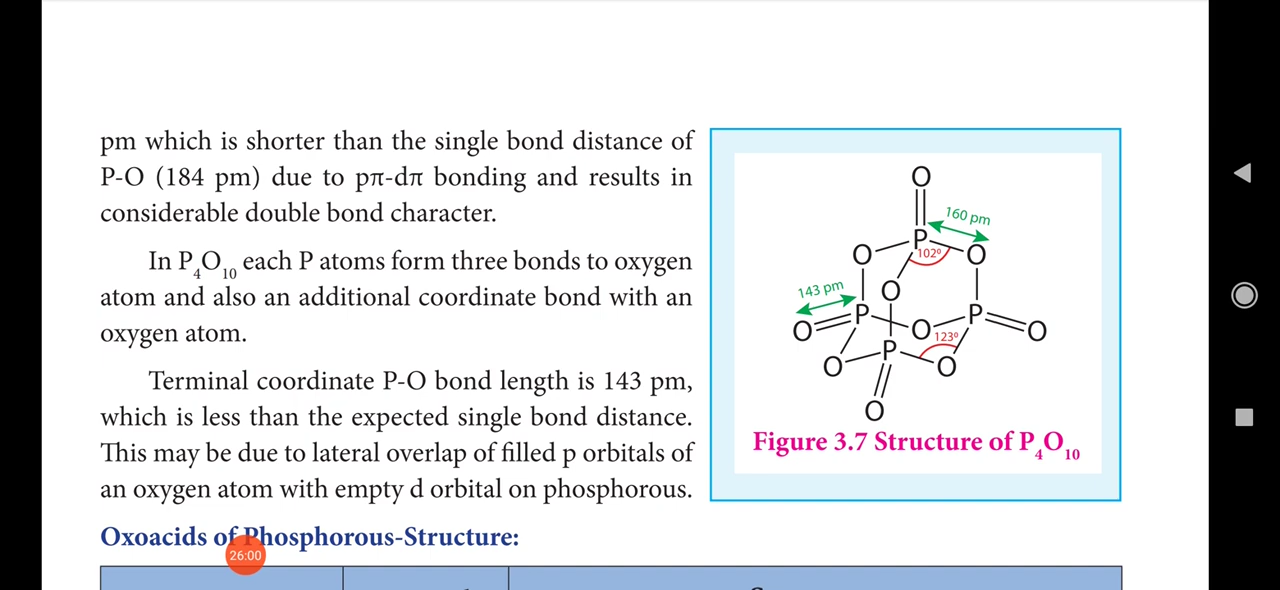 pm which is shorter than the single bond distance of
P-O (184 pm) due to pπ-dπ bonding and results in
considerable double bond character.
In P₄O₁₀ each P atoms form three bonds to oxygen
atom and also an additional coordinate bond with an
oxygen atom.
Terminal coordinate P-O bond length is 143 pm,
which is less than the expected single bond distance.
This may be due to lateral overlap of filled p orbitals of
an oxygen atom with empty d orbital on phosphorous.
O
160 pm
P
102º
O
O
O
143 pm
O
P
O
P
O
123º
P
O
O
O
Figure 3.7 Structure of P₄O₁₀
Oxoacids of Phosphorous-Structure:
26:00